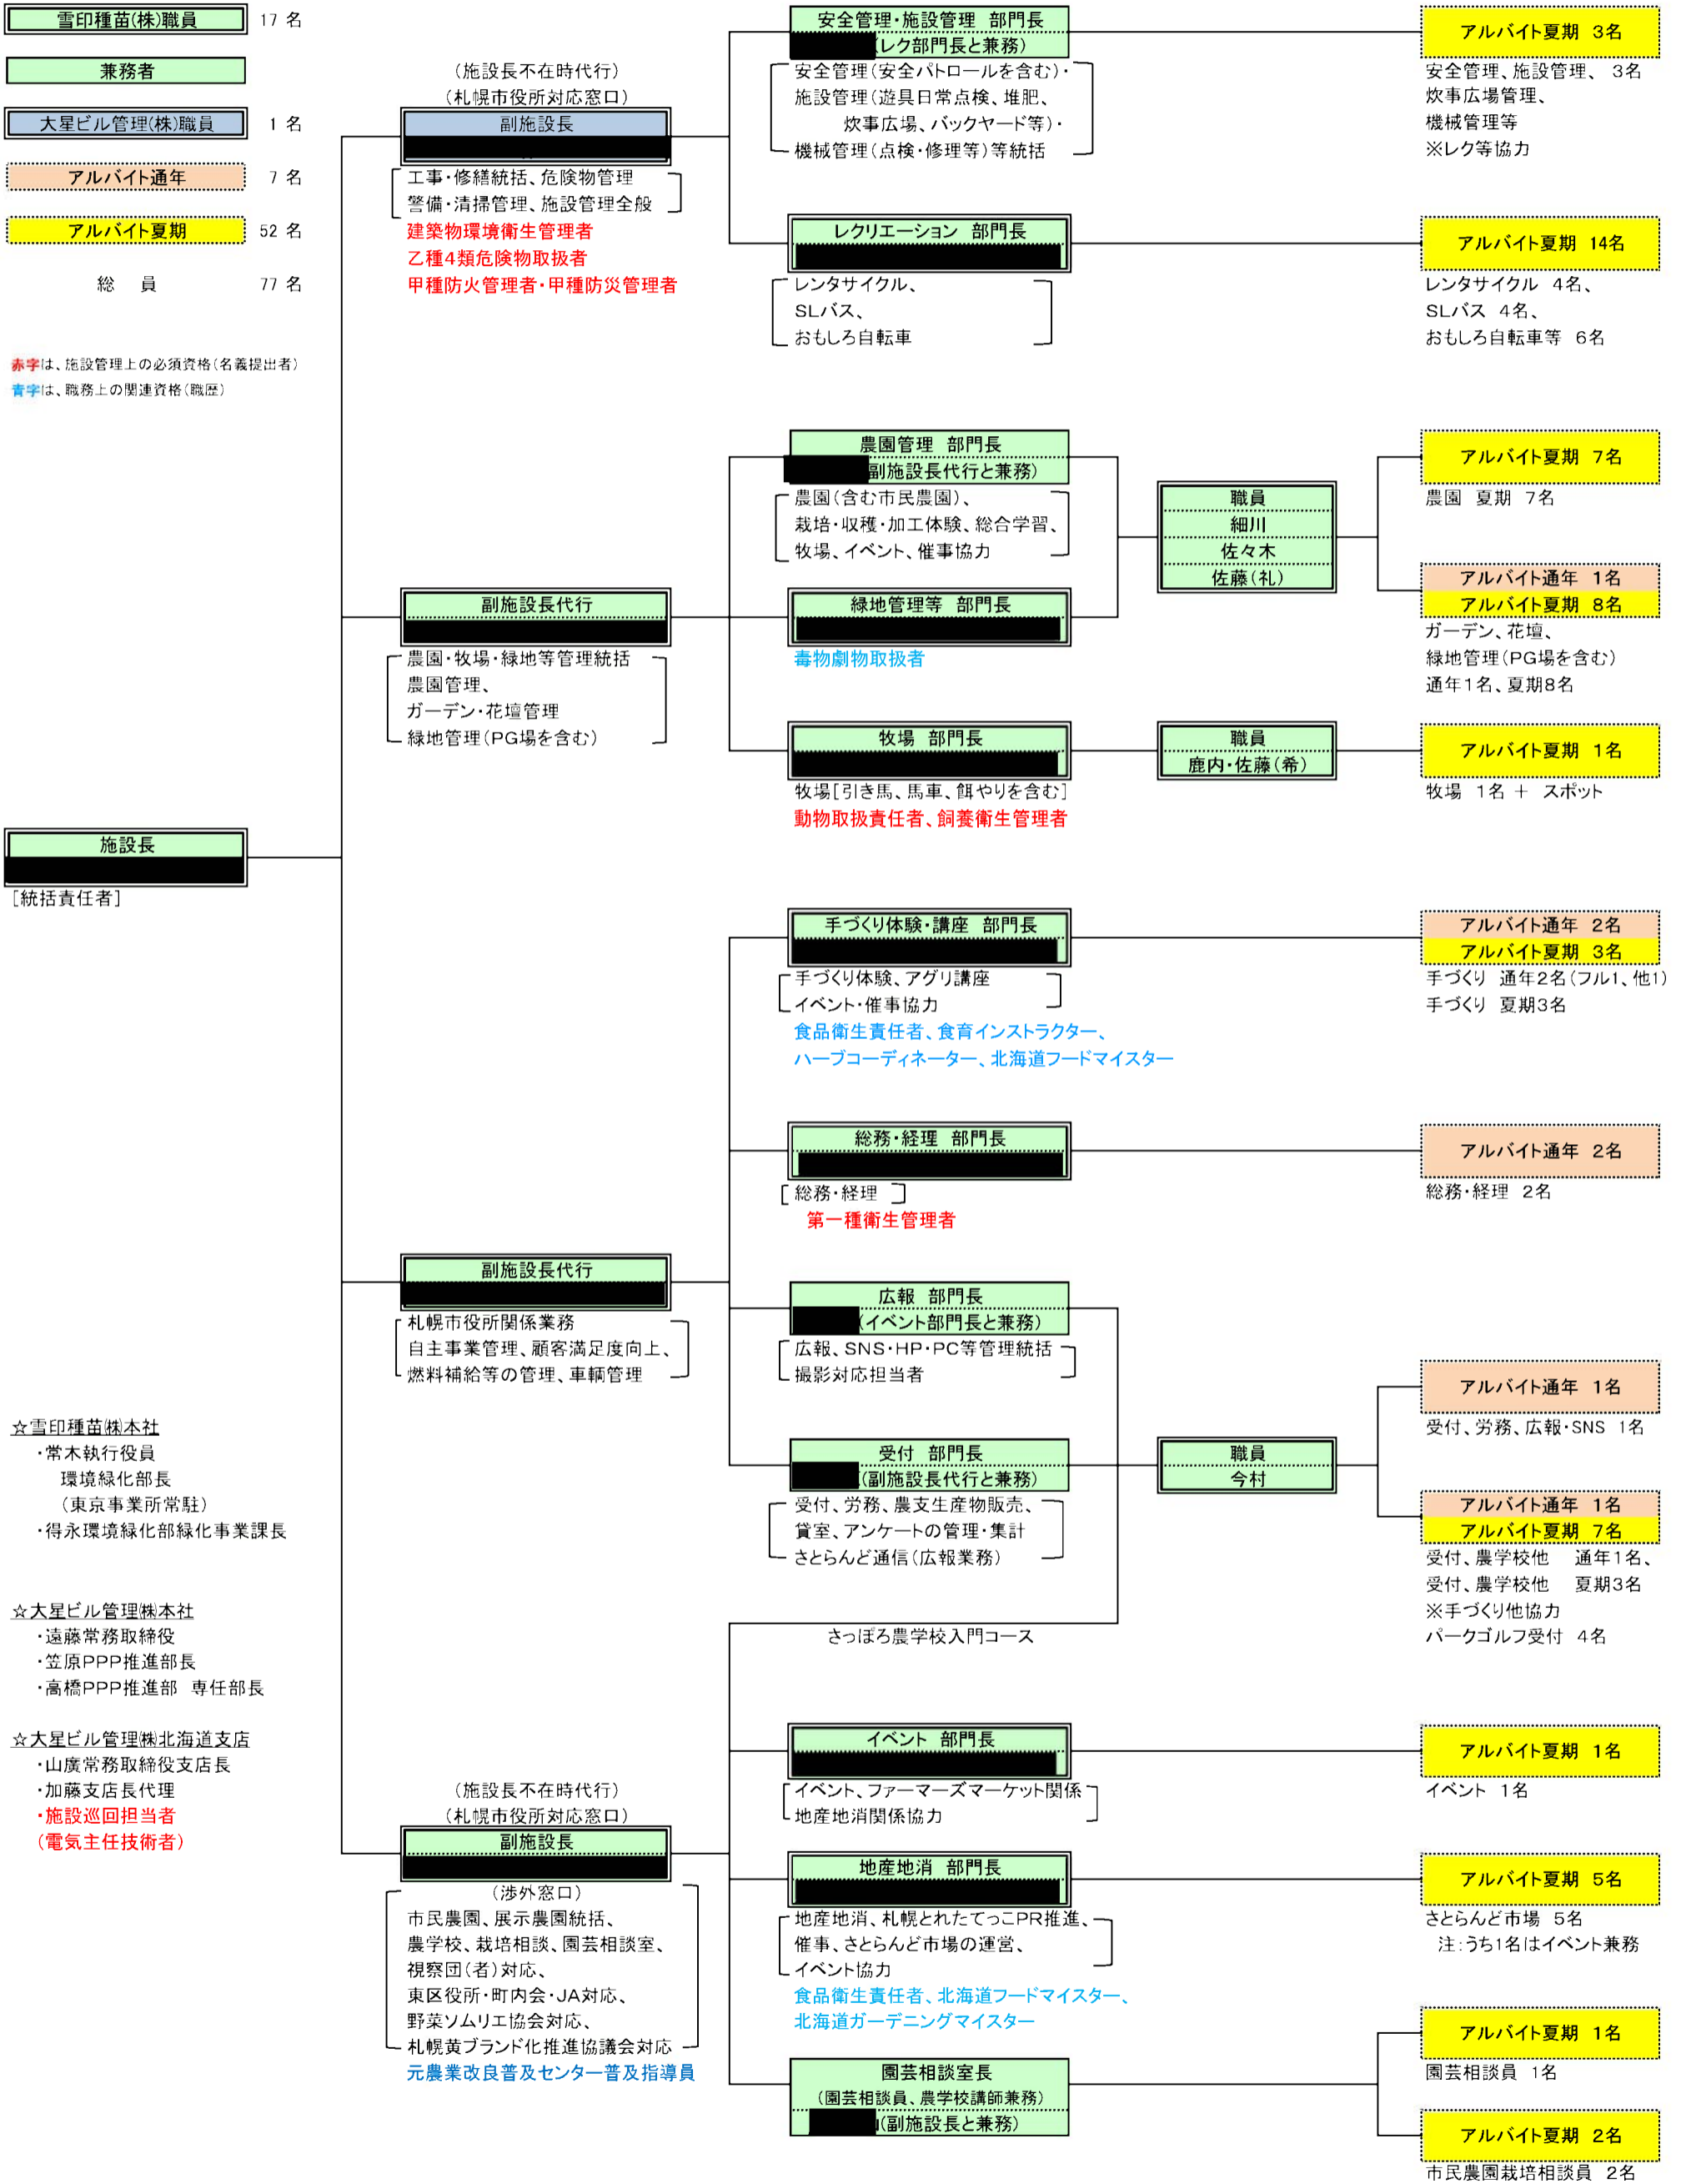 雪印種苗(株)職員 17 名
兼務者
大星ビル管理(株)職員 1 名
アルバイト通年 7 名
アルバイト夏期 52 名
総 員 77 名
赤字は、施設管理上の必須資格(名義提出者)
青字は、職務上の関連資格(職歴)
施設長
[統括責任者]
☆雪印種苗㈱本社
・常木執行役員
環境緑化部長
(東京事業所常駐)
・得永環境緑化部緑化事業課長
☆大星ビル管理㈱本社
・遠藤常務取締役
・笠原PPP推進部長
・高橋PPP推進部 専任部長
☆大星ビル管理㈱北海道支店
・山廣常務取締役支店長
・加藤支店長代理
・施設巡回担当者
(電気主任技術者)
(施設長不在時代行)
(札幌市役所対応窓口)
副施設長
工事・修繕統括、危険物管理
警備・清掃管理、施設管理全般
建築物環境衛生管理者
乙種4類危険物取扱者
甲種防火管理者・甲種防災管理者
安全管理・施設管理 部門長
(レク部門長と兼務)
安全管理(安全パトロールを含む)・
施設管理(遊具日常点検、堆肥、
炊事広場、バックヤード等)・
機械管理(点検・修理等)等統括
アルバイト夏期 3名
安全管理、施設管理、 3名
炊事広場管理、
機械管理等
※レク等協力
レクリエーション 部門長
レンタサイクル、
SLバス、
おもしろ自転車
アルバイト夏期 14名
レンタサイクル 4名、
SLバス 4名、
おもしろ自転車等 6名
副施設長代行
農園・牧場・緑地等管理統括
農園管理、
ガーデン・花壇管理
緑地管理(PG場を含む)
農園管理 部門長
副施設長代行と兼務)
農園(含む市民農園)、
栽培・収穫・加工体験、総合学習、
牧場、イベント、催事協力
緑地管理等 部門長
毒物劇物取扱者
職員
細川
佐々木
佐藤(礼)
アルバイト夏期 7名
農園 夏期 7名
アルバイト通年 1名
アルバイト夏期 8名
ガーデン、花壇、
緑地管理(PG場を含む)
通年1名、夏期8名
牧場 部門長
牧場[引き馬、馬車、餌やりを含む]
動物取扱責任者、飼養衛生管理者
職員
鹿内・佐藤(希)
アルバイト夏期 1名
牧場 1名 + スポット
副施設長代行
札幌市役所関係業務
自主事業管理、顧客満足度向上、
燃料補給等の管理、車輌管理
手づくり体験・講座 部門長
手づくり体験、アグリ講座
イベント・催事協力
食品衛生責任者、食育インストラクター、
ハーブコーディネーター、北海道フードマイスター
アルバイト通年 2名
アルバイト夏期 3名
手づくり 通年2名(フル1、他1)
手づくり 夏期3名
総務・経理 部門長
総務・経理
第一種衛生管理者
アルバイト通年 2名
総務・経理 2名
広報 部門長
(イベント部門長と兼務)
広報、SNS・HP・PC等管理統括
撮影対応担当者
受付 部門長
(副施設長代行と兼務)
受付、労務、農支生産物販売、
貸室、アンケートの管理・集計
さとらんど通信(広報業務)
職員
今村
アルバイト通年 1名
受付、労務、広報・SNS 1名
アルバイト通年 1名
アルバイト夏期 7名
受付、農学校他 通年1名、
受付、農学校他 夏期3名
※手づくり他協力
パークゴルフ受付 4名
さっぽろ農学校入門コース
(施設長不在時代行)
(札幌市役所対応窓口)
副施設長
(渉外窓口)
市民農園、展示農園統括、
農学校、栽培相談、園芸相談室、
視察団(者)対応、
東区役所・町内会・JA対応、
野菜ソムリエ協会対応、
札幌黄ブランド化推進協議会対応
元農業改良普及センター普及指導員
イベント 部門長
イベント、ファーマーズマーケット関係
地産地消関係協力
アルバイト夏期 1名
イベント 1名
地産地消 部門長
地産地消、札幌とれたてっこPR推進、
催事、さとらんど市場の運営、
イベント協力
食品衛生責任者、北海道フードマイスター、
北海道ガーデニングマイスター
アルバイト夏期 5名
さとらんど市場 5名
注:うち1名はイベント兼務
園芸相談室長
(園芸相談員、農学校講師兼務)
(副施設長と兼務)
アルバイト夏期 1名
園芸相談員 1名
アルバイト夏期 2名
市民農園栽培相談員 2名